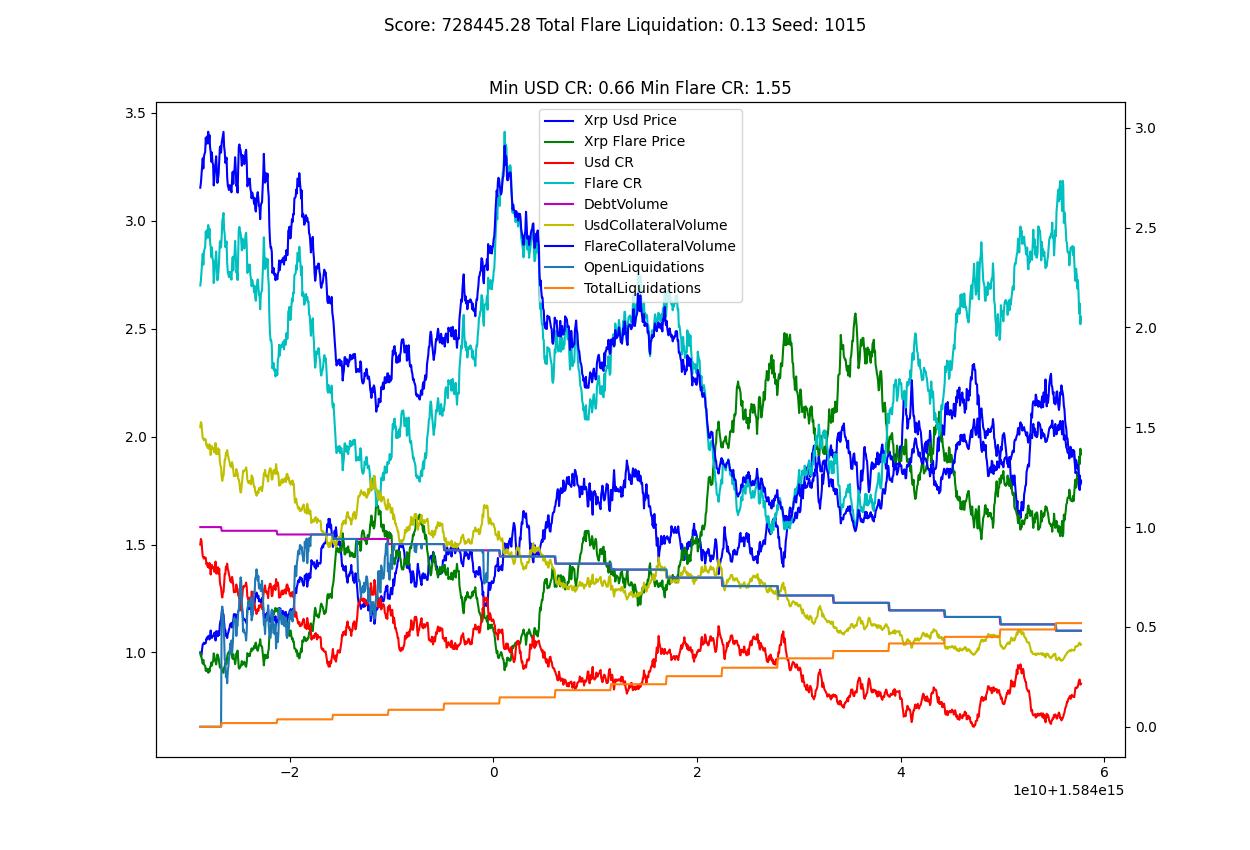 Score: 728445.28 Total Flare Liquidation: 0.13 Seed: 1015
Min USD CR: 0.66 Min Flare CR: 1.55
3.5
3.0
2.5
2.0
1.5
1.0
Xrp Usd Price
Xrp Flare Price
Usd CR
Flare CR
DebtVolume
UsdCollateralVolume
FlareCollateralVolume
OpenLiquidations
TotalLiquidations
3.0
2.5
2.0
1.5
1.0
0.5
0.0
−2 0 2 4 6
1e10+1.584e15